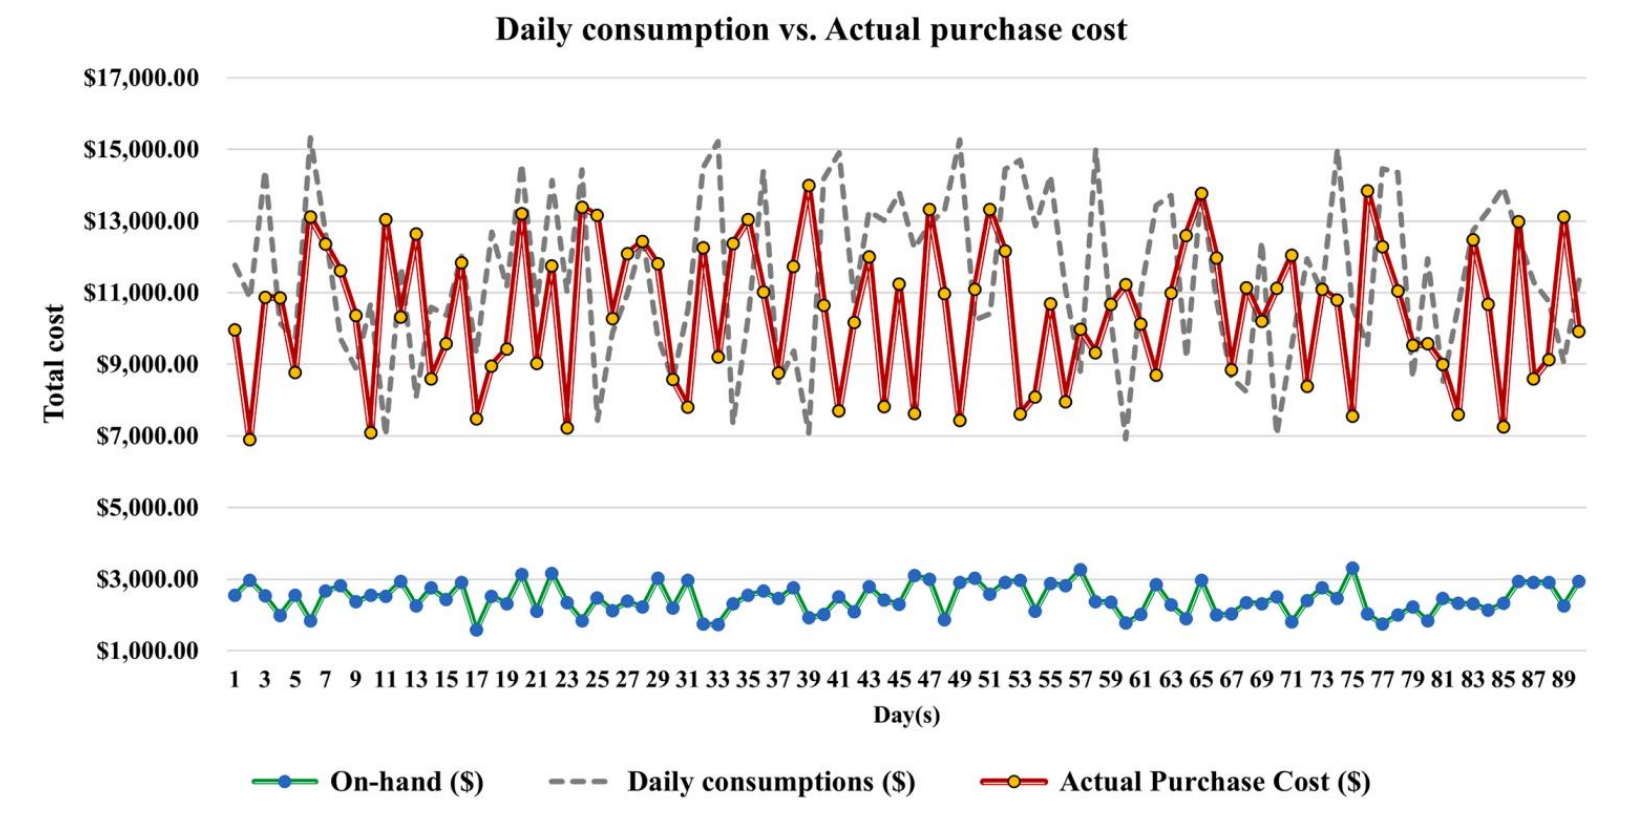 Daily consumption vs. Actual purchase cost
$17,000.00
$15,000.00
$13,000.00
$11,000.00
$9,000.00
$7,000.00
$5,000.00
$3,000.00
$1,000.00
Total cost
1 3 5 7 9 11 13 15 17 19 21 23 25 27 29 31 33 35 37 39 41 43 45 47 49 51 53 55 57 59 61 63 65 67 69 71 73 75 77 79 81 83 85 87 89
Day(s)
On-hand ($) Daily consumptions ($) Actual Purchase Cost ($)